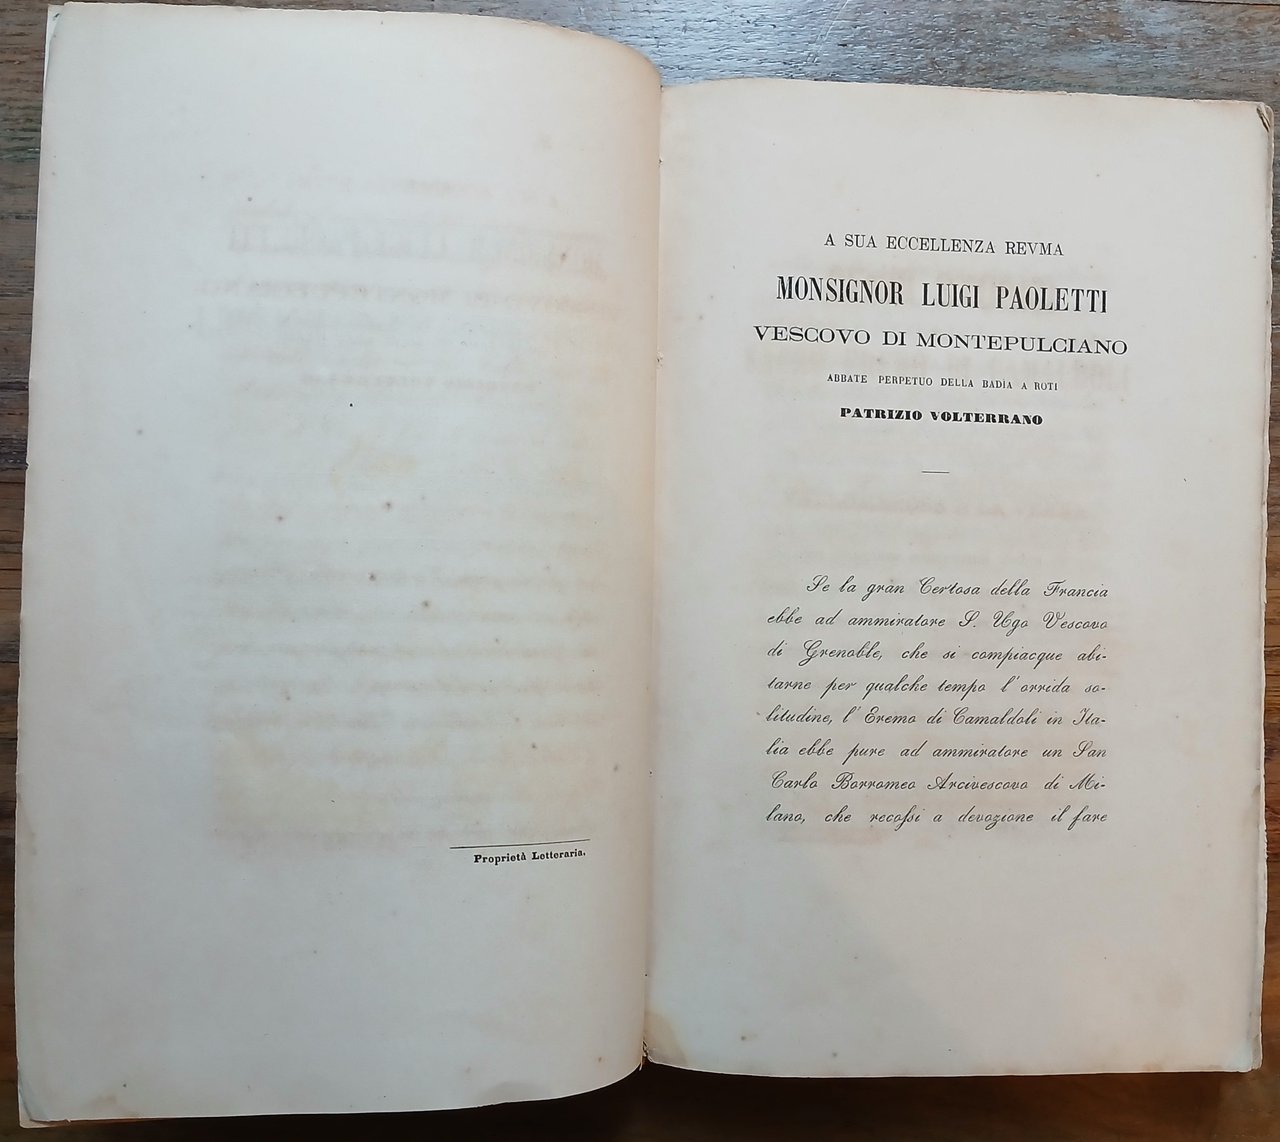 Proprietà Letteraria.
A SUA ECCELLENZA REVMA
MONSIGNOR LUIGI PAOLETTI
VESCOVO DI MONTEPULCIANO
ABBATE PERPETUO DELLA BADÌA A ROTI
PATRIZIO VOLTERRANO
Se la gran Certosa della Francia
ebbe ad ammiratore S. Ugo Vescovo
di Grenoble, che si compiacque abi-
tarne per qualche tempo l'orrida so-
litudine, l'Eremo di Camaldoli in Ita-
lia ebbe pure ad ammiratore un San
Carlo Borromeo Arcivescovo di Mi-
lano, che recossi a devozione il fare